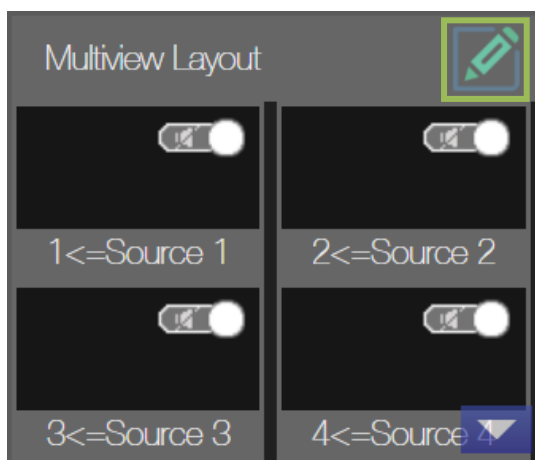 Multiview Layout
1<=Source 1
2<=Source 2
3<=Source 3
4<=Source 4